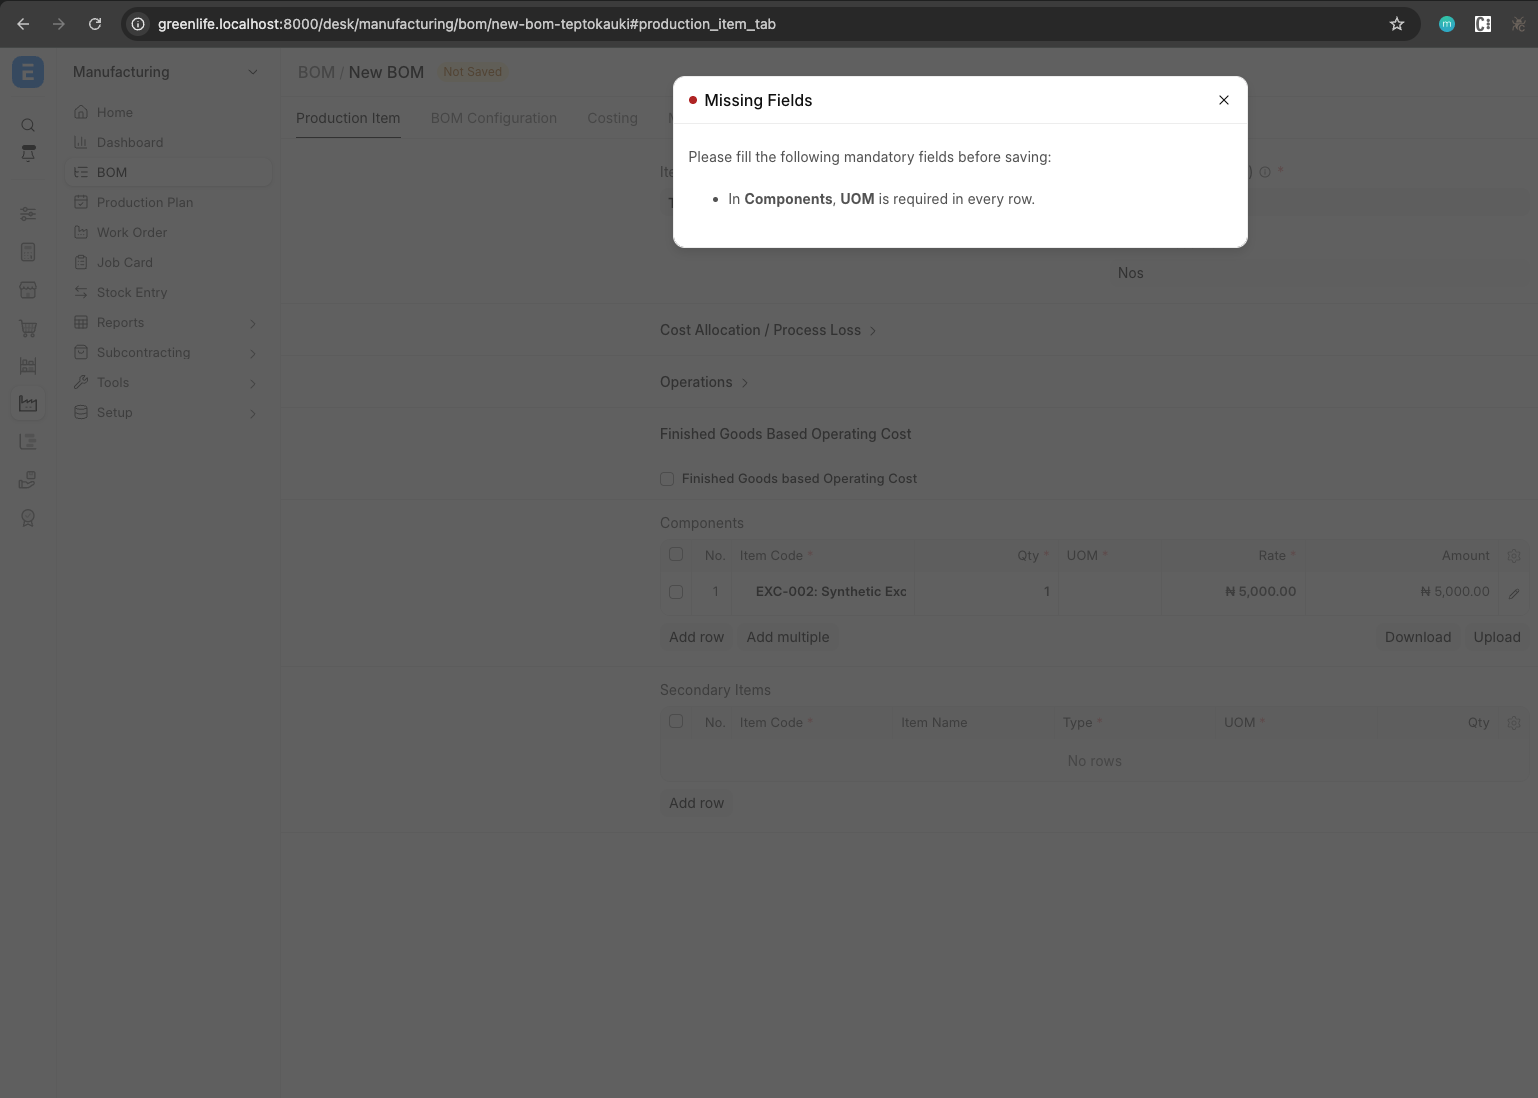 greenlife.localhost:8000/desk/manufacturing/bom/new-bom-teptokauki#production_item_tab
Manufacturing
BOM / New BOM Not Saved
Missing Fields
Please fill the following mandatory fields before saving:
• In Components, UOM is required in every row.
Home
Dashboard
BOM
Production Plan
Work Order
Job Card
Stock Entry
Reports
Subcontracting
Tools
Setup
Production Item BOM Configuration Costing
Nos
Cost Allocation / Process Loss
Operations
Finished Goods Based Operating Cost
Finished Goods based Operating Cost
Components
No. Item Code * Qty * UOM * Rate * Amount
1 EXC-002: Synthetic Exc 1 ₦ 5,000.00 ₦ 5,000.00
Add row Add multiple Download Upload
Secondary Items
No. Item Code * Item Name Type * UOM * Qty
No rows
Add row